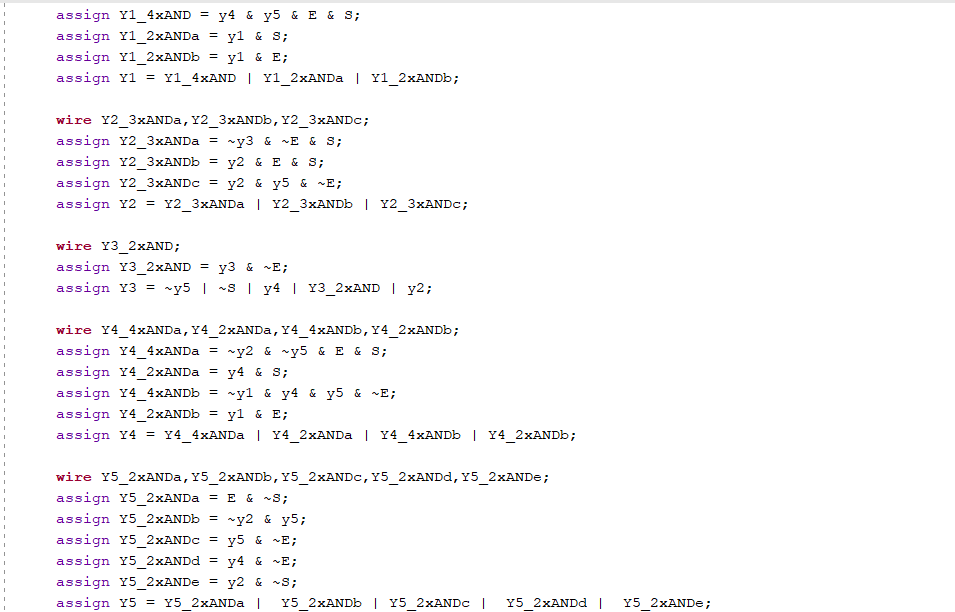 assign Y1_4xAND = y4 & y5 & E & S;
assign Y1_2xANDa = y1 & S;
assign Y1_2xANDb = y1 & E;
assign Y1 = Y1_4xAND | Y1_2xANDa | Y1_2xANDb;
wire Y2_3xANDa,Y2_3xANDb,Y2_3xANDc;
assign Y2_3xANDa = ~y3 & ~E & S;
assign Y2_3xANDb = y2 & E & S;
assign Y2_3xANDc = y2 & y5 & ~E;
assign Y2 = Y2_3xANDa | Y2_3xANDb | Y2_3xANDc;
wire Y3_2xAND;
assign Y3_2xAND = y3 & ~E;
assign Y3 = ~y5 | ~S | y4 | Y3_2xAND | y2;
wire Y4_4xANDa,Y4_2xANDa,Y4_4xANDb,Y4_2xANDb;
assign Y4_4xANDa = ~y2 & ~y5 & E & S;
assign Y4_2xANDa = y4 & S;
assign Y4_4xANDb = ~y1 & y4 & y5 & ~E;
assign Y4_2xANDb = y1 & E;
assign Y4 = Y4_4xANDa | Y4_2xANDa | Y4_4xANDb | Y4_2xANDb;
wire Y5_2xANDa,Y5_2xANDb,Y5_2xANDc,Y5_2xANDd,Y5_2xANDe;
assign Y5_2xANDa = E & ~S;
assign Y5_2xANDb = ~y2 & y5;
assign Y5_2xANDc = y5 & ~E;
assign Y5_2xANDd = y4 & ~E;
assign Y5_2xANDe = y2 & ~S;
assign Y5 = Y5_2xANDa |  Y5_2xANDb | Y5_2xANDc |  Y5_2xANDd |  Y5_2xANDe;